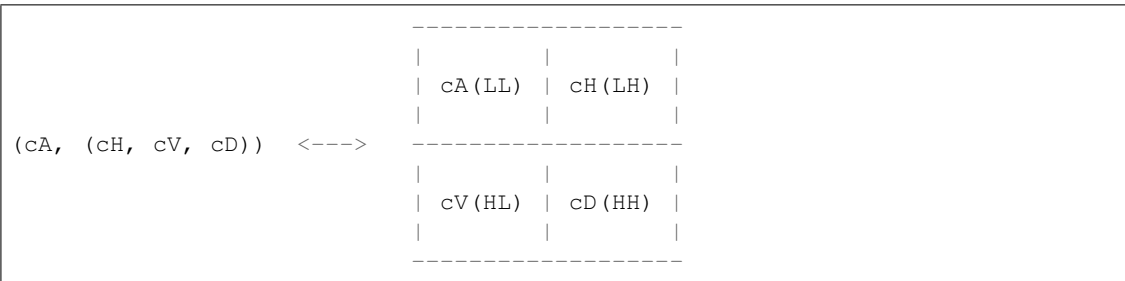 -------------------
                            |        |        |
                            | cA(LL) | cH(LH) |
                            |        |        |
(cA, (cH, cV, cD))  <--->   -------------------
                            |        |        |
                            | cV(HL) | cD(HH) |
                            |        |        |
                            -------------------